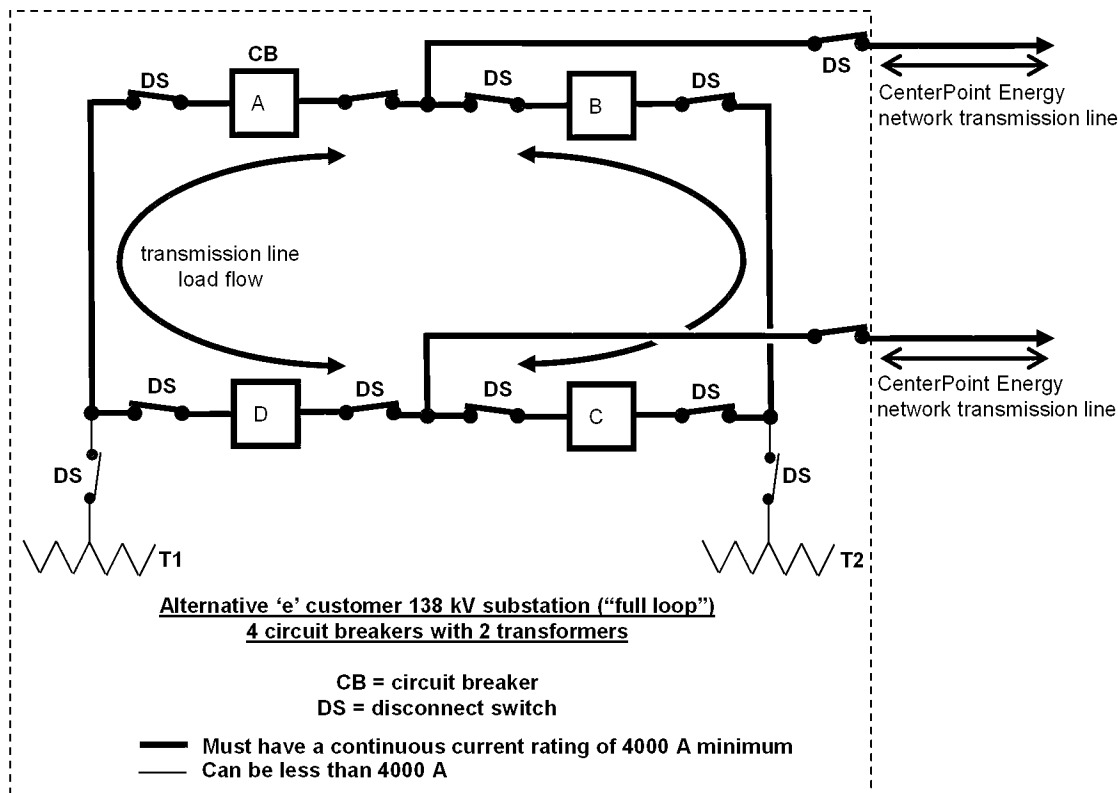 CB
DS
A
DS
B
DS
DS
CenterPoint Energy
network transmission line
transmission line
load flow
DS
D
DS
DS
C
DS
CenterPoint Energy
network transmission line
DS
DS
T1
T2
Alternative ‘e’ customer 138 kV substation (“full loop”)
4 circuit breakers with 2 transformers
CB = circuit breaker
DS = disconnect switch
Must have a continuous current rating of 4000 A minimum
Can be less than 4000 A